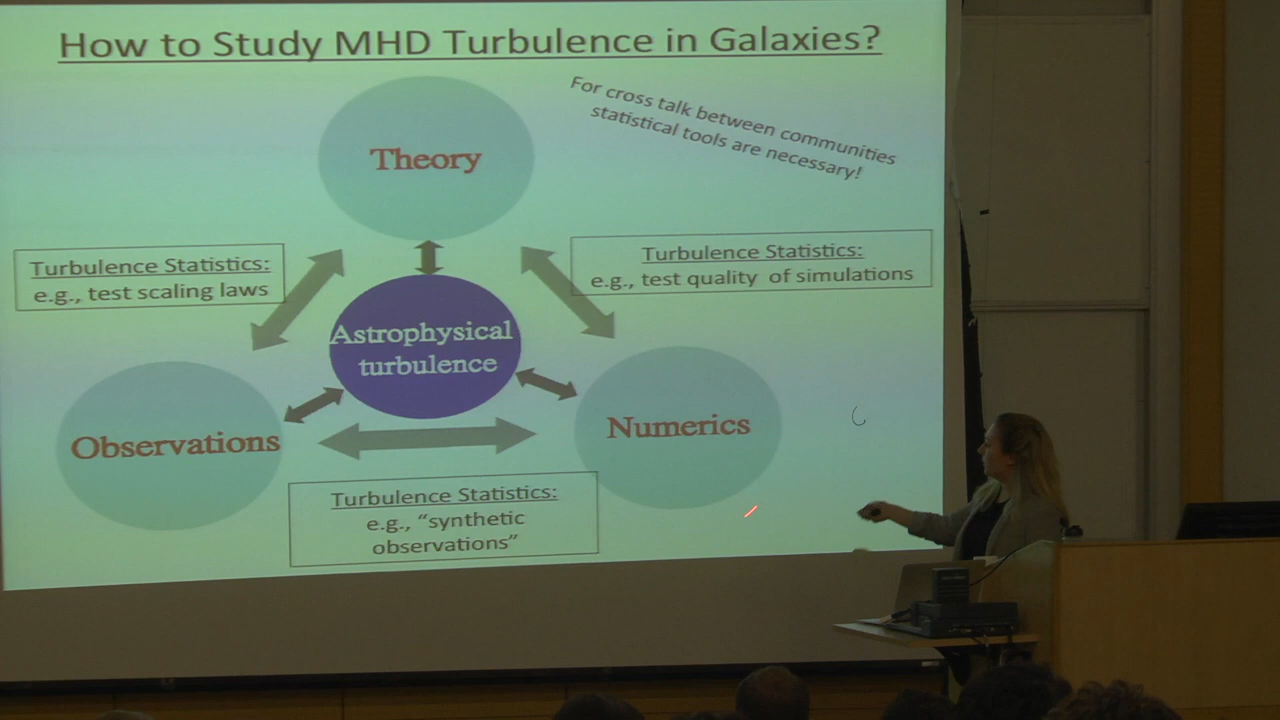 How to Study MHD Turbulence in Galaxies?
For cross talk between communities
statistical tools are necessary!
Theory
Turbulence Statistics:
e.g., test scaling laws
Turbulence Statistics:
e.g., test quality of simulations
Astrophysical
turbulence
Observations
Numerics
Turbulence Statistics:
e.g., “synthetic
observations”